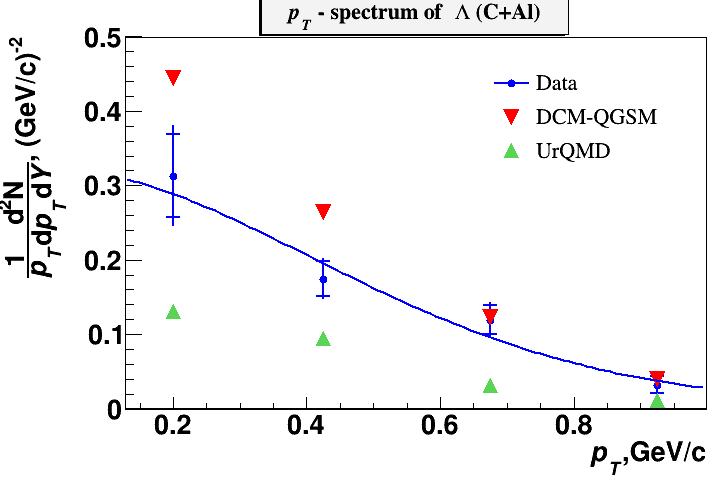 p_T - spectrum of Λ (C+Al)
1 d²N
p_T dp_T dY , (GeV/c)⁻²
0.5
0.4
0.3
0.2
0.1
0
Data
DCM-QGSM
UrQMD
0.2 0.4 0.6 0.8
p_T,GeV/c